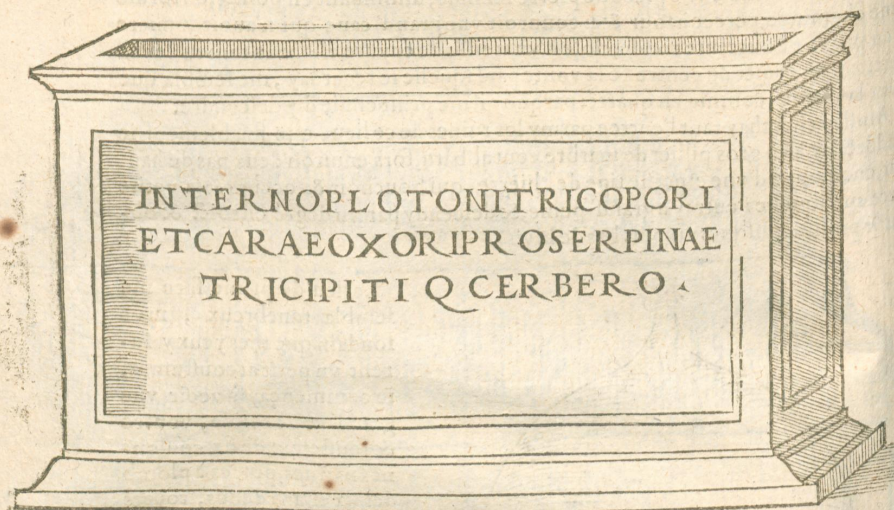 INTERNOPLOTONITRICOPORI
ETCARAEOXORIPROSERPINAE
TRICIPITI Q CERBERO